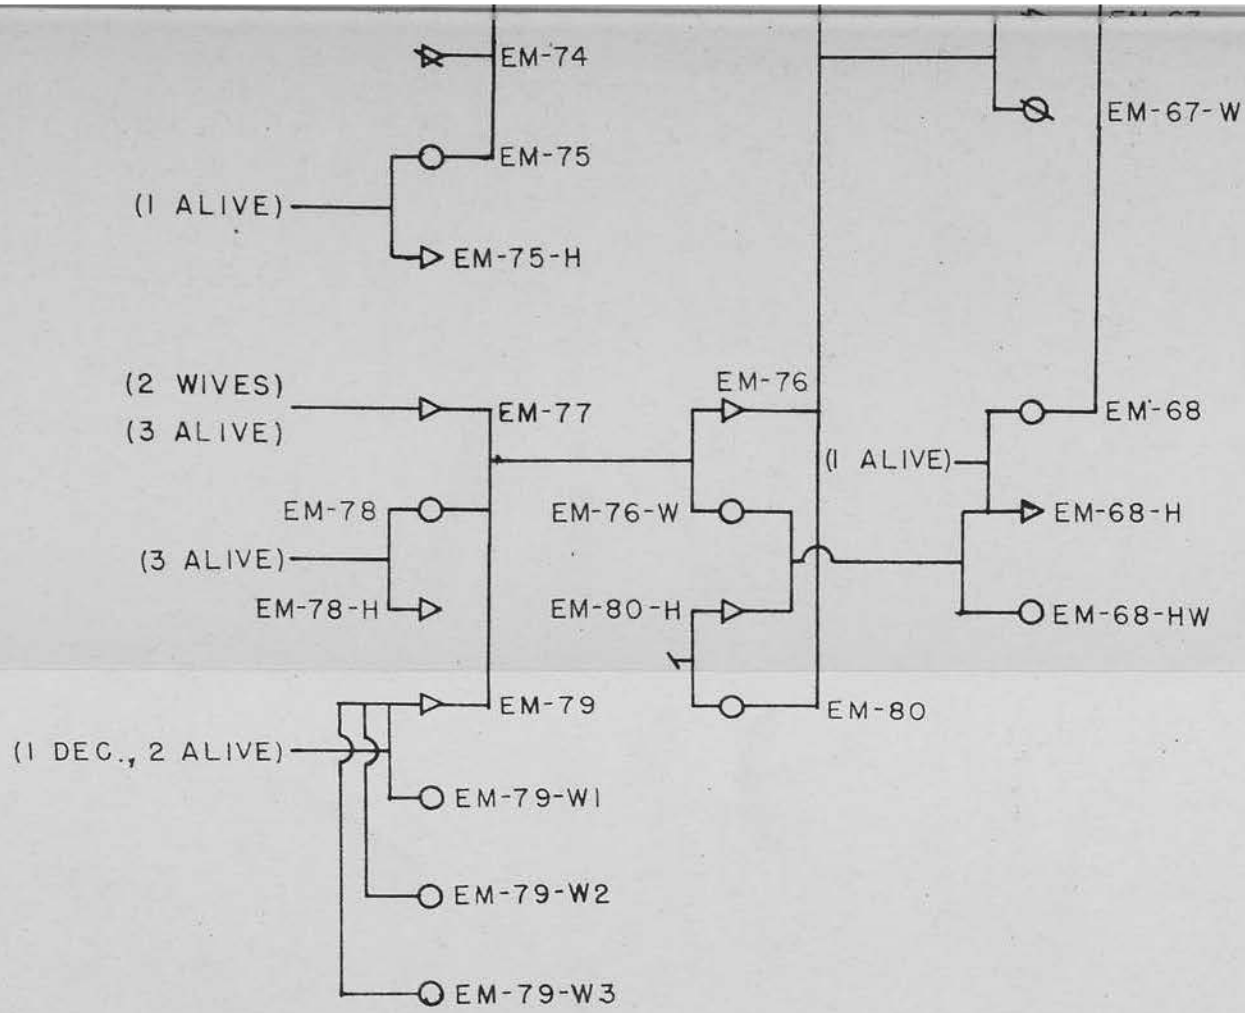 EM-74
EM-67-W
EM-75
(1 ALIVE)
EM-75-H
(2 WIVES)
EM-76
EM-77
EM-68
(3 ALIVE)
(1 ALIVE)
EM-78
EM-76-W
EM-68-H
(3 ALIVE)
EM-78-H
EM-80-H
EM-68-HW
EM-79
EM-80
(1 DEC., 2 ALIVE)
EM-79-W1
EM-79-W2
EM-79-W3